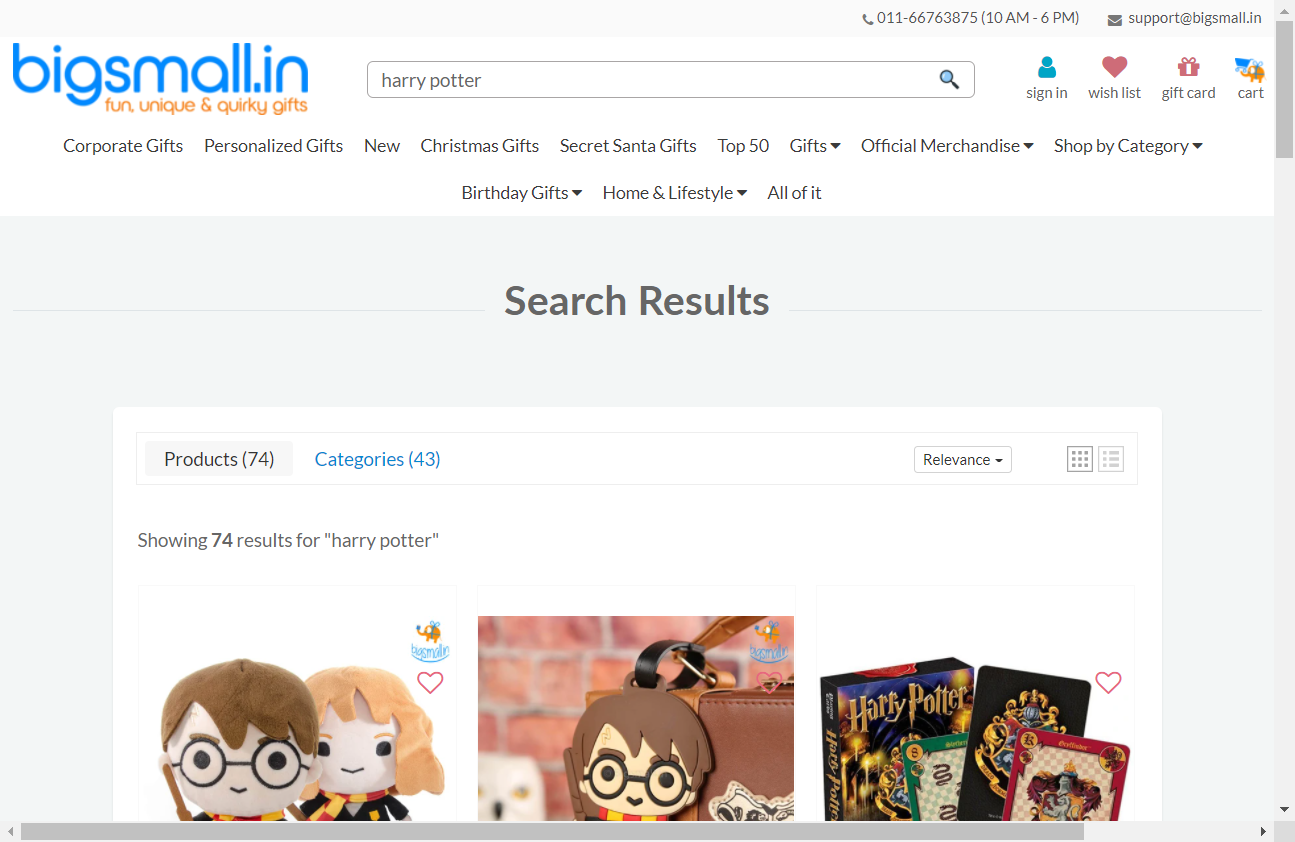 011-66763875 (10 AM - 6 PM) support@bigsmall.in
bigsmall.in
fun, unique & quirky gifts
harry potter
sign in wish list gift card cart
Corporate Gifts Personalized Gifts New Christmas Gifts Secret Santa Gifts Top 50 Gifts Official Merchandise Shop by Category
Birthday Gifts Home & Lifestyle All of it
Search Results
Products (74) Categories (43) Relevance
Showing 74 results for "harry potter"
bigsmall.in
bigsmall.in
Harry Potter
Harry Potter
Gryffindor